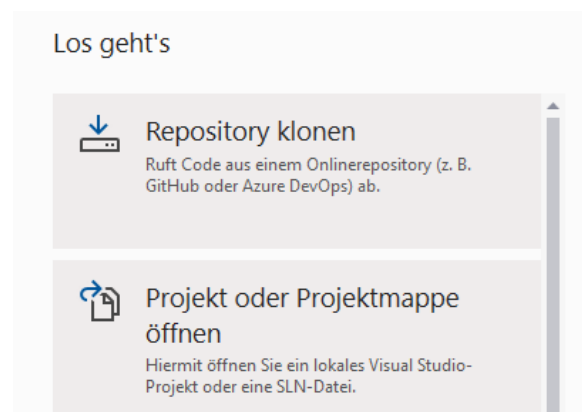 Los geht's
Repository klonen
Ruft Code aus einem Onlinerepository (z. B.
GitHub oder Azure DevOps) ab.
Projekt oder Projektmappe
öffnen
Hiermit öffnen Sie ein lokales Visual Studio-
Projekt oder eine SLN-Datei.